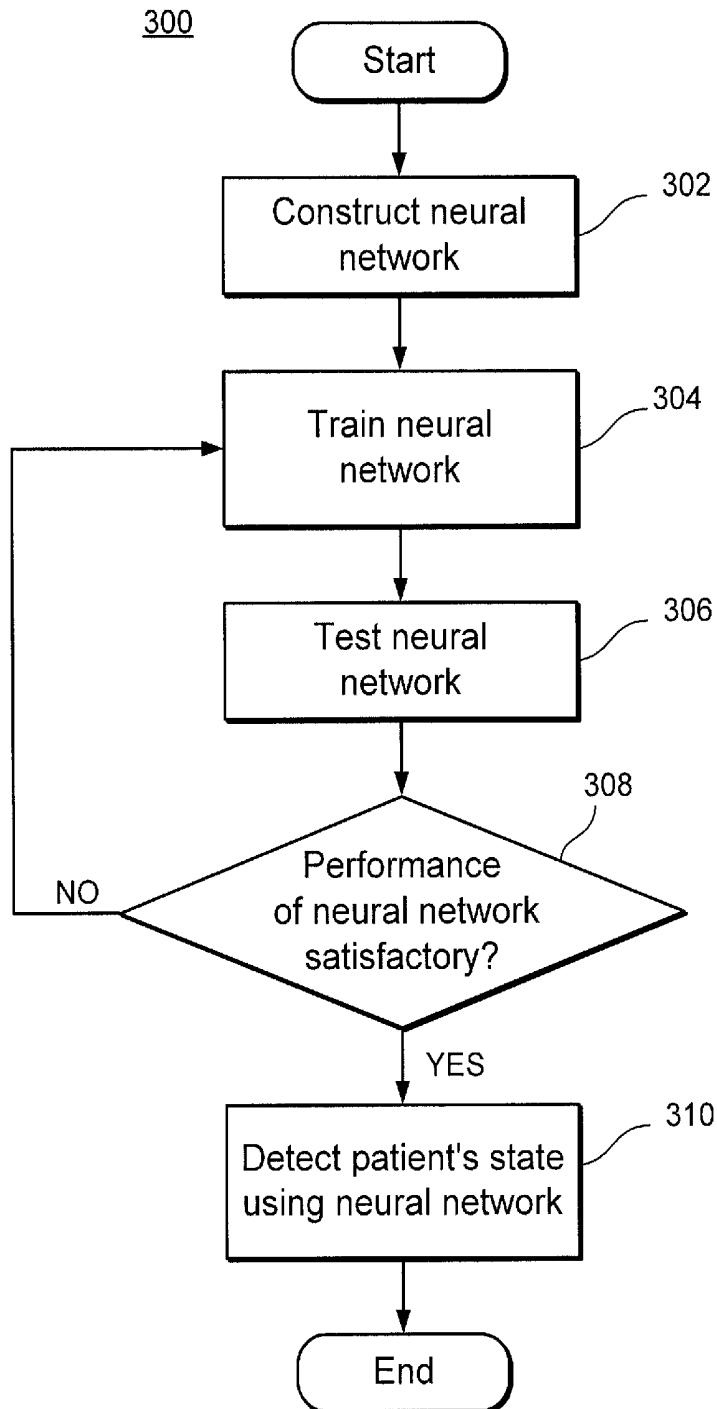 300
Start
302
Construct neural
network
304
Train neural
network
306
Test neural
network
308
Performance
of neural network
satisfactory?
NO
YES
310
Detect patient's state
using neural network
End